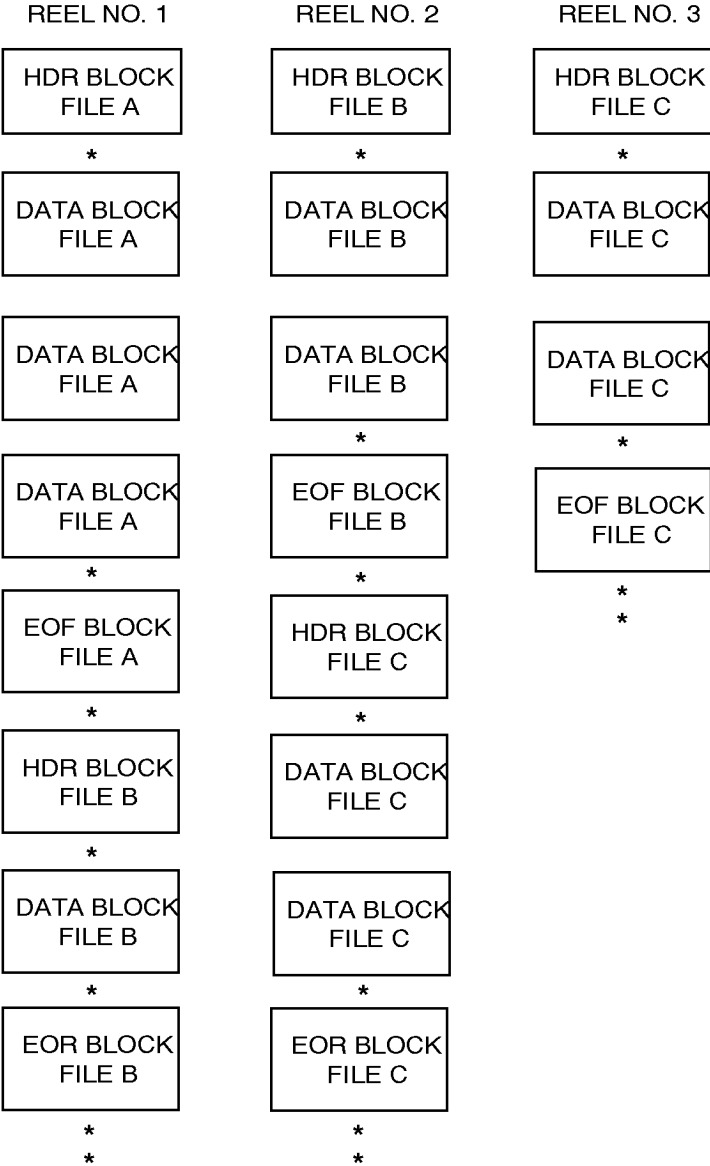 REEL NO. 1
HDR BLOCK
FILE A
*
DATA BLOCK
FILE A
DATA BLOCK
FILE A
DATA BLOCK
FILE A
*
EOF BLOCK
FILE A
*
HDR BLOCK
FILE B
*
DATA BLOCK
FILE B
*
EOR BLOCK
FILE B
*
*
REEL NO. 2
HDR BLOCK
FILE B
*
DATA BLOCK
FILE B
DATA BLOCK
FILE B
*
EOF BLOCK
FILE B
*
HDR BLOCK
FILE C
*
DATA BLOCK
FILE C
DATA BLOCK
FILE C
*
EOR BLOCK
FILE C
*
*
REEL NO. 3
HDR BLOCK
FILE C
*
DATA BLOCK
FILE C
DATA BLOCK
FILE C
*
EOF BLOCK
FILE C
*
*